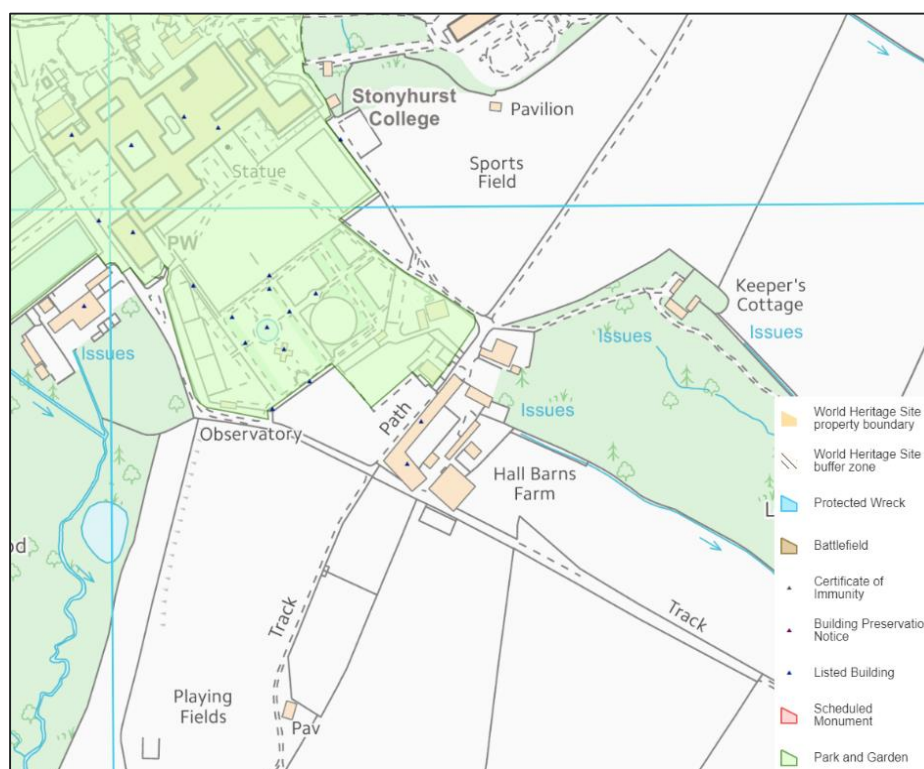 Stonyhurst
College
Pavilion
Sports
Field
Statue
PW
Keeper's
Cottage
Issues
Issues
Issues
Issues
Path
Observatory
Hall Barns
Farm
Track
Track
Playing
Fields
Pav
World Heritage Site
property boundary
World Heritage Site
buffer zone
Protected Wreck
Battlefield
Certificate of
Immunity
Building Preservatio
Notice
Listed Building
Scheduled
Monument
Park and Garden